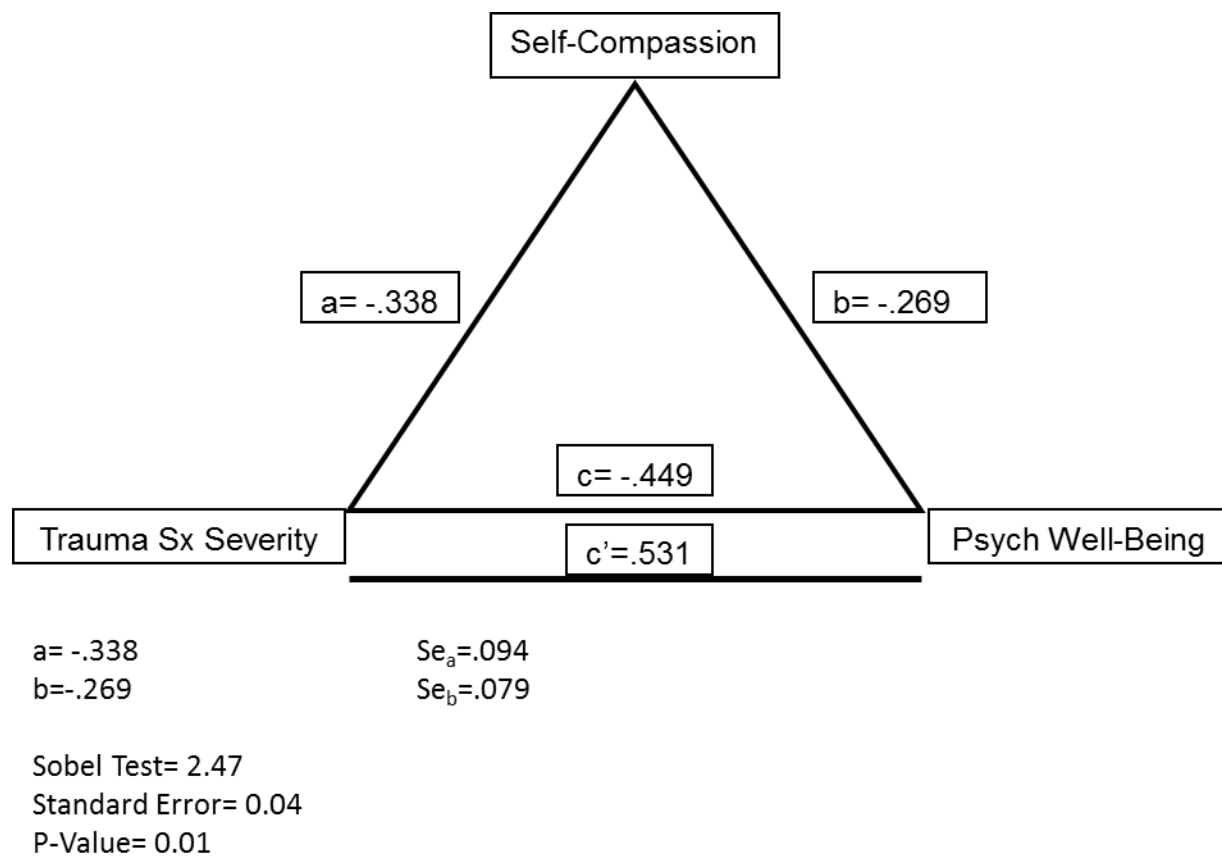 Self-Compassion
a= -.338
b= -.269
c= -.449
Trauma Sx Severity
c’=.531
Psych Well-Being
a= -.338 Seₐ=.094
b=-.269 Se_b=.079
Sobel Test= 2.47
Standard Error= 0.04
P-Value= 0.01